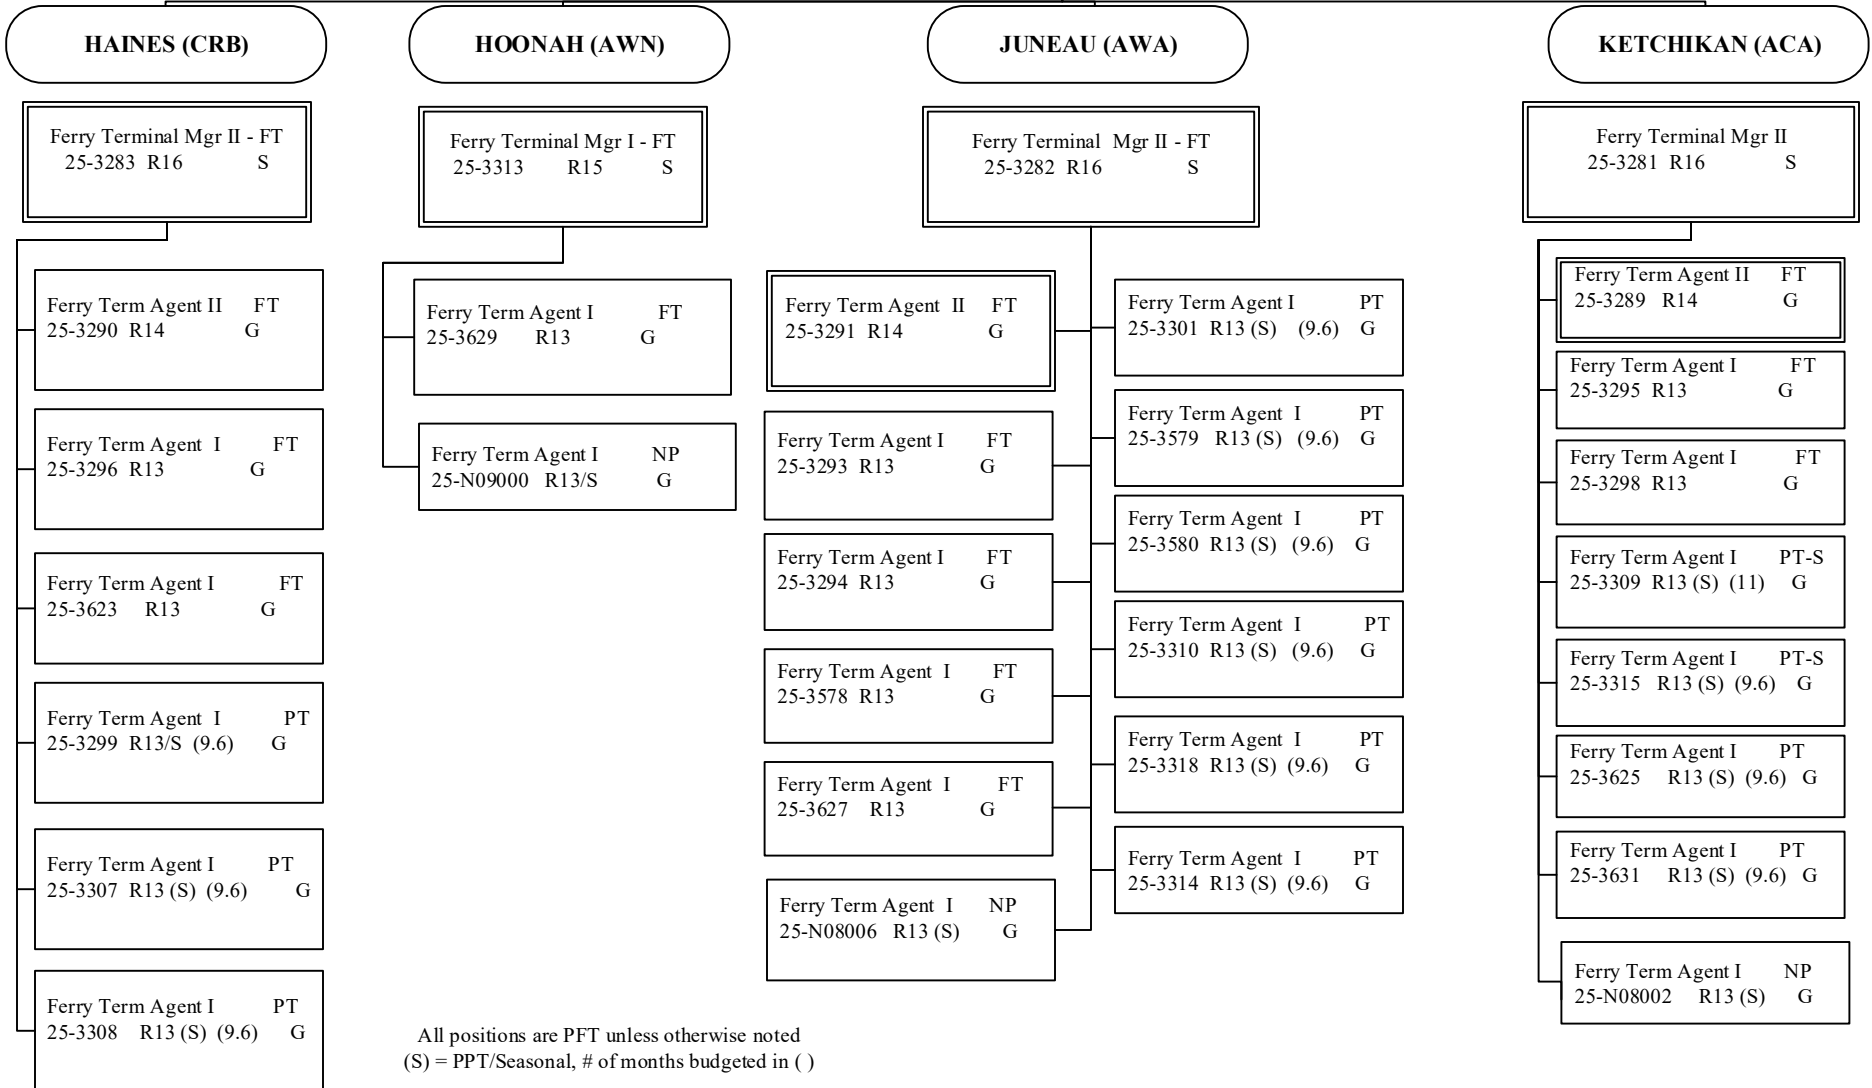 HAINES (CRB)
Ferry Terminal Mgr II - FT
25-3283 R16 S
Ferry Term Agent II FT
25-3290 R14 G
Ferry Term Agent I FT
25-3296 R13 G
Ferry Term Agent I FT
25-3623 R13 G
Ferry Term Agent I PT
25-3299 R13/S (9.6) G
Ferry Term Agent I PT
25-3307 R13 (S) (9.6) G
Ferry Term Agent I PT
25-3308 R13 (S) (9.6) G
HOONAH (AWN)
Ferry Terminal Mgr I - FT
25-3313 R15 S
Ferry Term Agent I FT
25-3629 R13 G
Ferry Term Agent I NP
25-N09000 R13/S G
JUNEAU (AWA)
Ferry Terminal Mgr II - FT
25-3282 R16 S
Ferry Term Agent II FT
25-3291 R14 G
Ferry Term Agent I FT
25-3293 R13 G
Ferry Term Agent I FT
25-3294 R13 G
Ferry Term Agent I FT
25-3578 R13 G
Ferry Term Agent I FT
25-3627 R13 G
Ferry Term Agent I NP
25-N08006 R13 (S) G
Ferry Term Agent I PT
25-3301 R13 (S) (9.6) G
Ferry Term Agent I PT
25-3579 R13 (S) (9.6) G
Ferry Term Agent I PT
25-3580 R13 (S) (9.6) G
Ferry Term Agent I PT
25-3310 R13 (S) (9.6) G
Ferry Term Agent I PT
25-3318 R13 (S) (9.6) G
Ferry Term Agent I PT
25-3314 R13 (S) (9.6) G
KETCHIKAN (ACA)
Ferry Terminal Mgr II
25-3281 R16 S
Ferry Term Agent II FT
25-3289 R14 G
Ferry Term Agent I FT
25-3295 R13 G
Ferry Term Agent I FT
25-3298 R13 G
Ferry Term Agent I PT-S
25-3309 R13 (S) (11) G
Ferry Term Agent I PT-S
25-3315 R13 (S) (9.6) G
Ferry Term Agent I PT
25-3625 R13 (S) (9.6) G
Ferry Term Agent I PT
25-3631 R13 (S) (9.6) G
Ferry Term Agent I NP
25-N08002 R13 (S) G
All positions are PFT unless otherwise noted
(S) = PPT/Seasonal, # of months budgeted in ( )